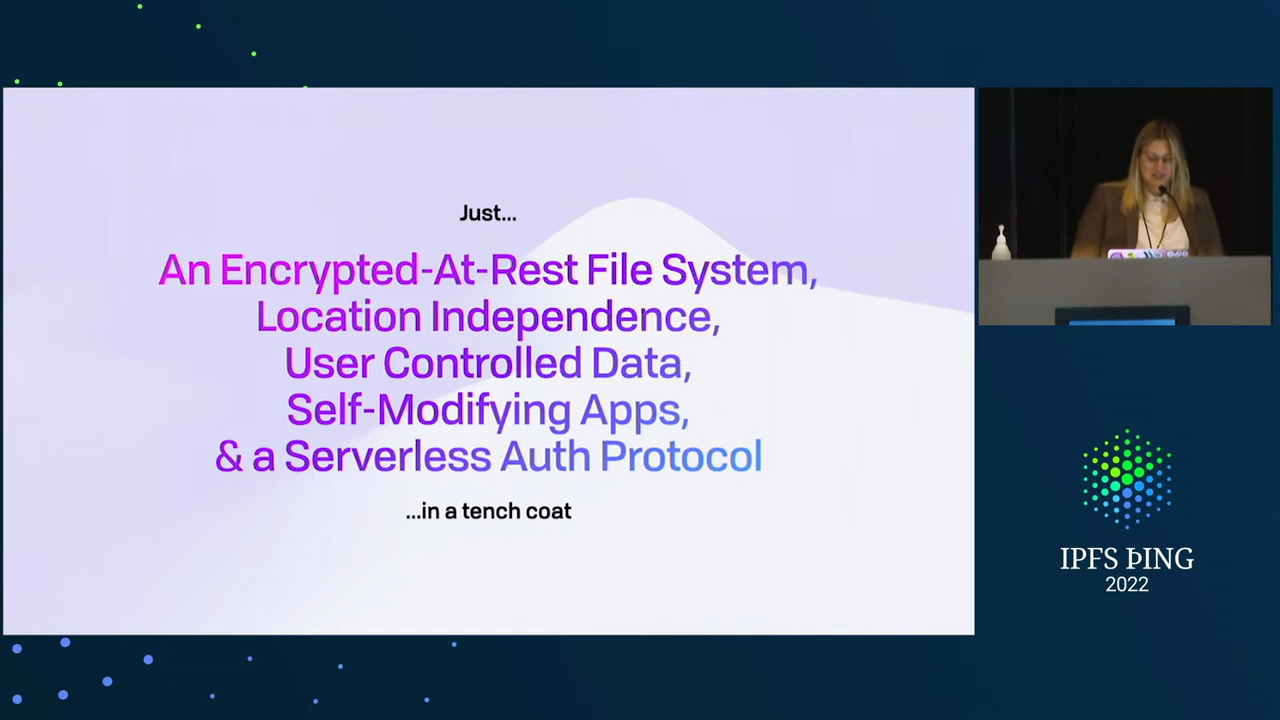 Just...
An Encrypted-At-Rest File System,
Location Independence,
User Controlled Data,
Self-Modifying Apps,
& a Serverless Auth Protocol
...in a tench coat
IPFS ÞING
2022